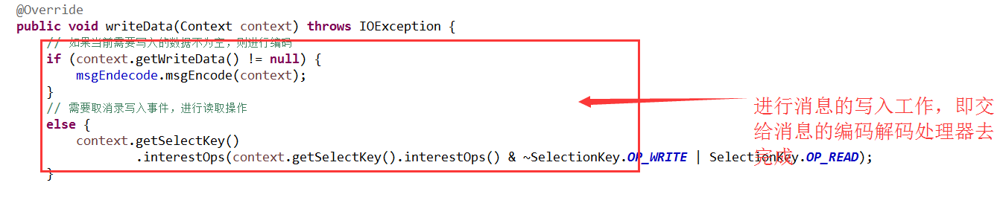 @Override
public void writeData(Context context) throws IOException {
// 如果当前需要写入的数据不为空，则进行编码
if (context.getWriteData() != null) {
msgEndecode.msgEncode(context);
}
// 需要取消录写入事件，进行读取操作
else {
context.getSelectKey()
.interestOps(context.getSelectKey().interestOps() & ~SelectionKey.OP_WRITE | SelectionKey.OP_READ);
}
进行消息的写入工作，即交
给消息的编码解码处理器去
完成